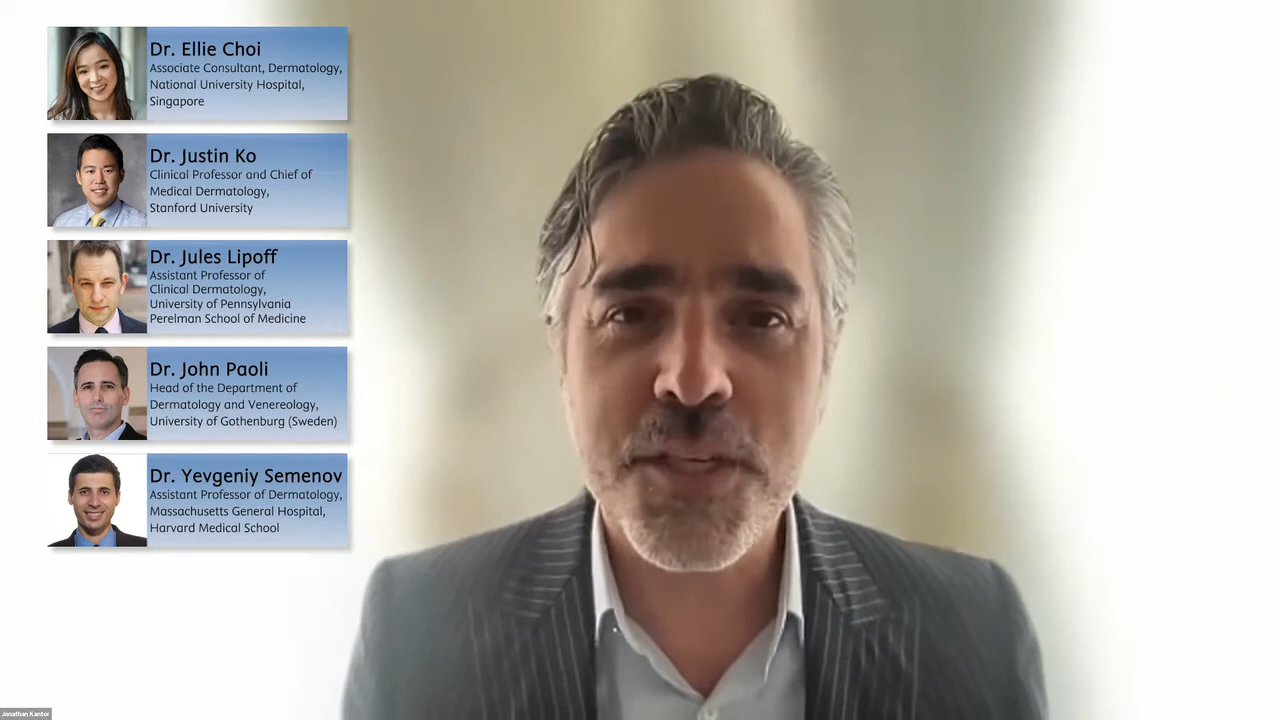 Dr. Ellie Choi
Associate Consultant, Dermatology,
National University Hospital,
Singapore
Dr. Justin Ko
Clinical Professor and Chief of
Medical Dermatology,
Stanford University
Dr. Jules Lipoff
Assistant Professor of
Clinical Dermatology,
University of Pennsylvania
Perelman School of Medicine
Dr. John Paoli
Head of the Department of
Dermatology and Venereology,
University of Gothenburg (Sweden)
Dr. Yevgeniy Semenov
Assistant Professor of Dermatology,
Massachusetts General Hospital,
Harvard Medical School
Jonathan Kantor